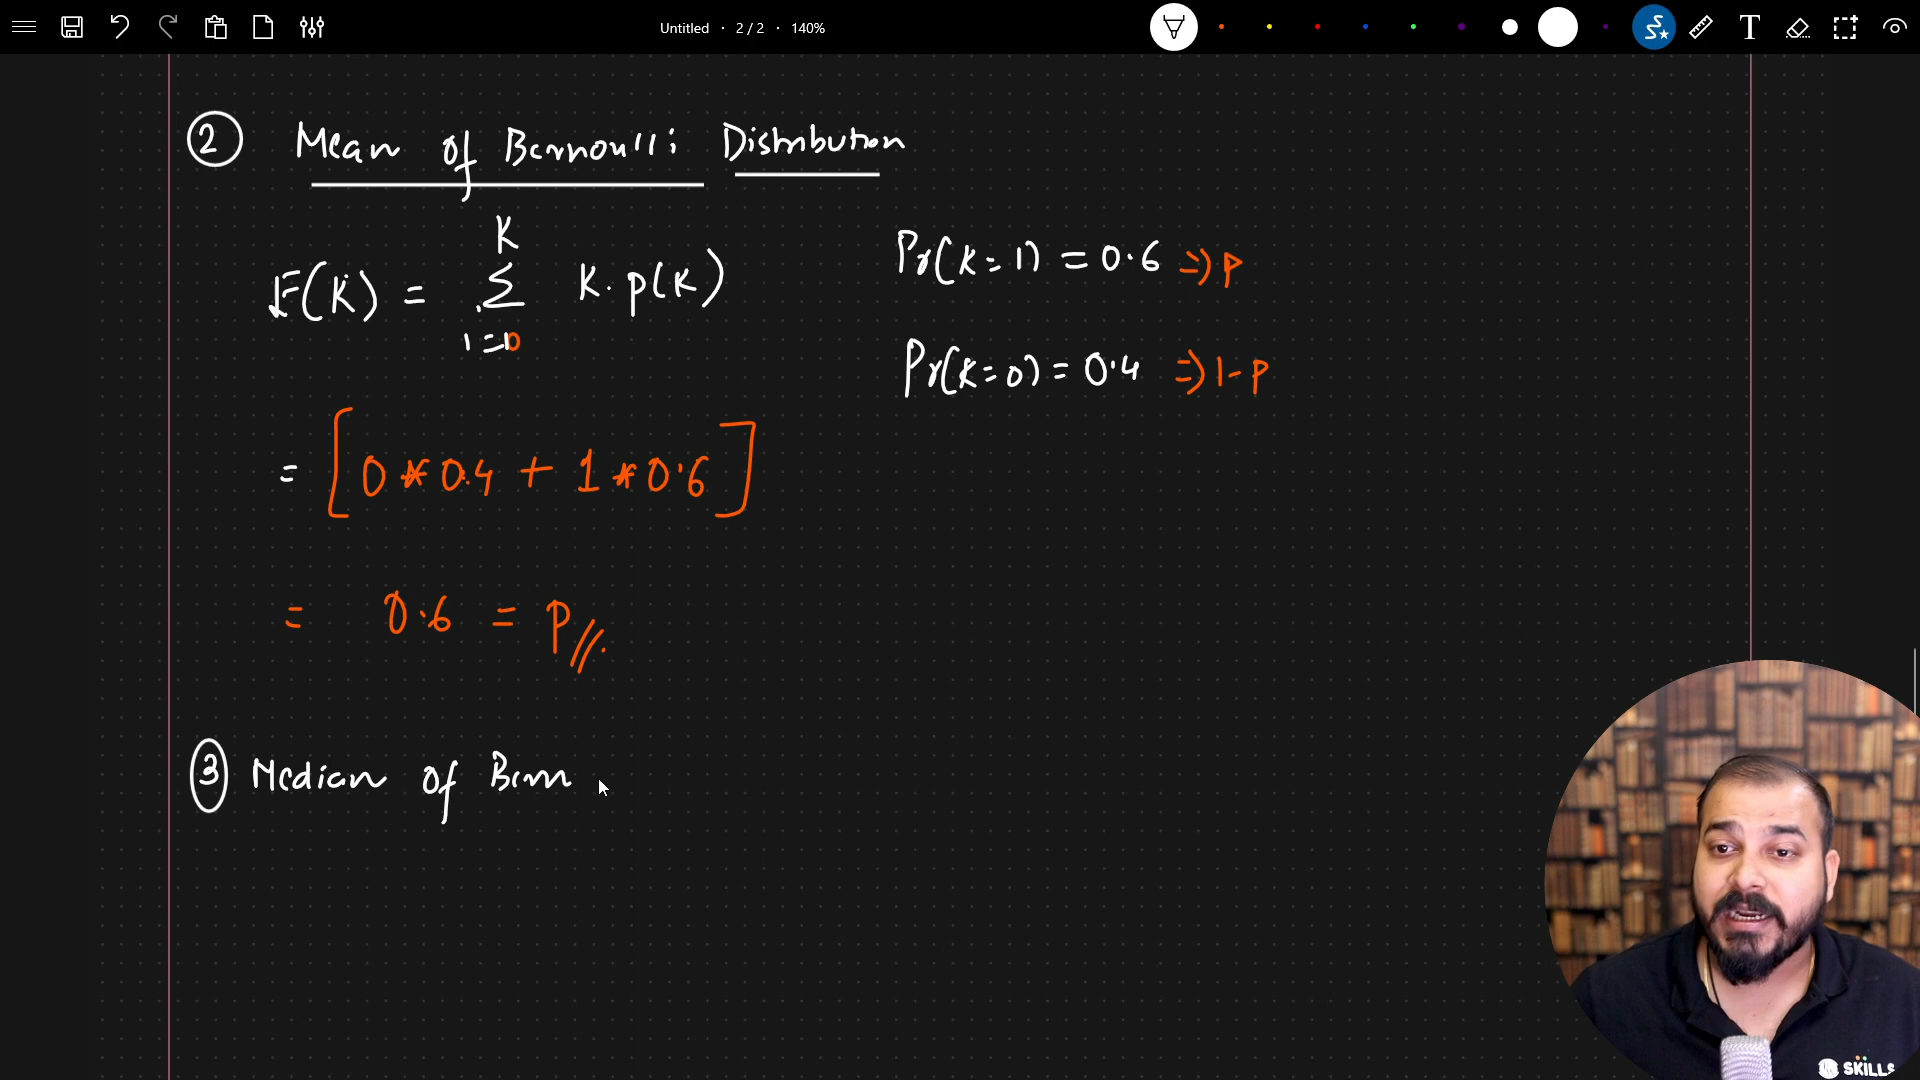 Untitled · 2 / 2 · 140%
② Mean of Bernoulli Distribution
K
E(K) = Σ K. p(K)
i=0
Pr(K=1) = 0.6 => p
Pr(K=0) = 0.4 => 1-p
= [0 * 0.4 + 1 * 0.6]
= 0.6 = p //.
③ Median of Bern
SKILLS